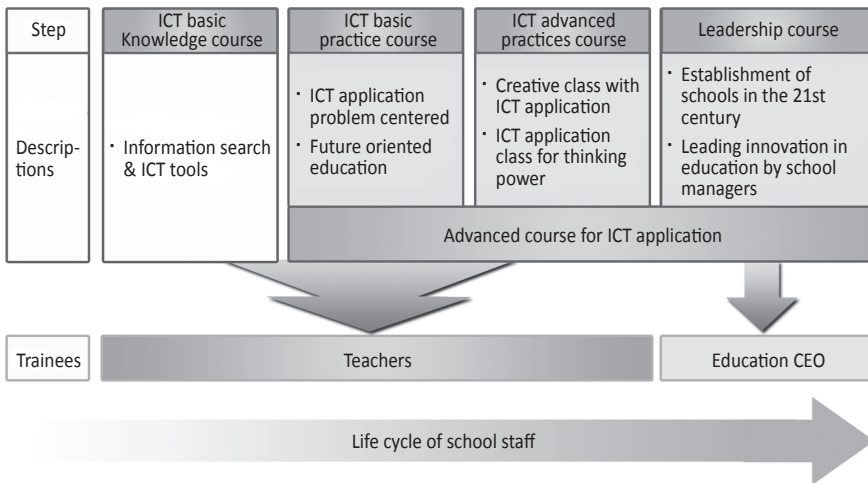 Step
ICT basic
Knowledge course
ICT basic
practice course
ICT advanced
practices course
Leadership course
Descrip-
tions
· Information search
& ICT tools
· ICT application
problem centered
· Future oriented
education
· Creative class with
ICT application
· ICT application
class for thinking
power
· Establishment of
schools in the 21st
century
· Leading innovation in
education by school
managers
Advanced course for ICT application
Trainees
Teachers
Education CEO
Life cycle of school staff